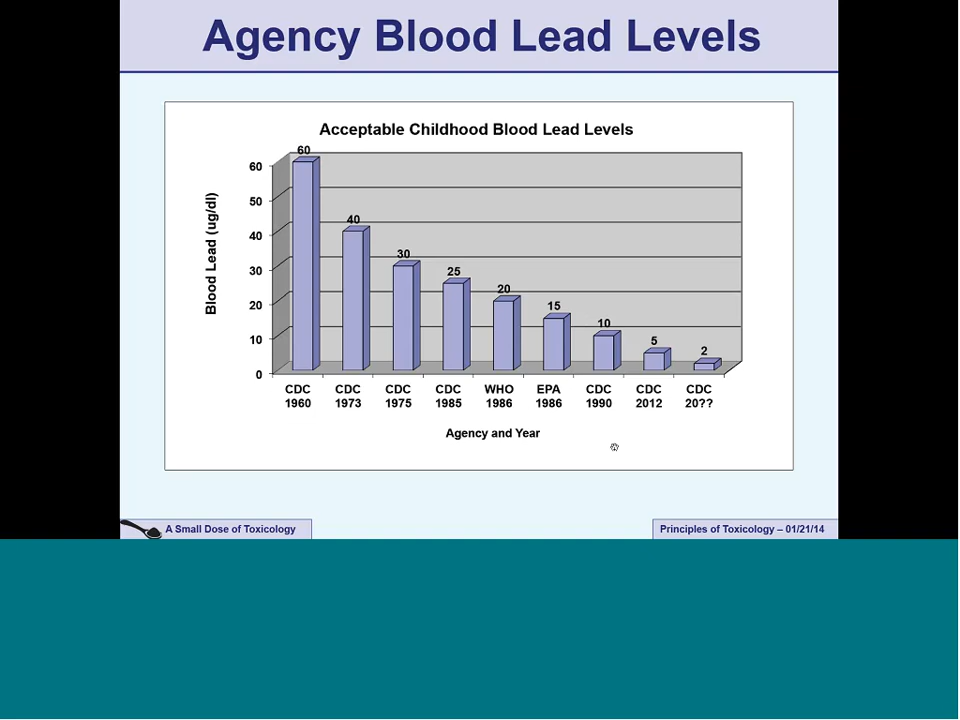 Agency Blood Lead Levels
Acceptable Childhood Blood Lead Levels
Blood Lead (ug/dl)
60
50
40
30
20
10
0
60
40
30
25
20
15
10
5
2
CDC 1960
CDC 1973
CDC 1975
CDC 1985
WHO 1986
EPA 1986
CDC 1990
CDC 2012
CDC 20??
Agency and Year
A Small Dose of Toxicology
Principles of Toxicology – 01/21/14